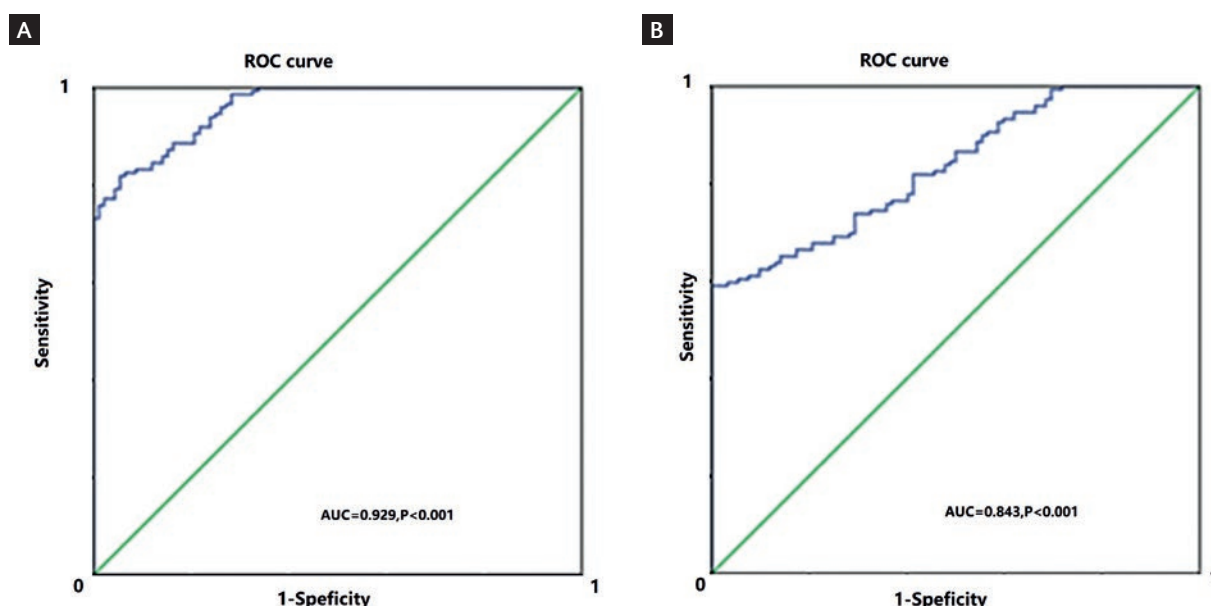 A
ROC curve
1
Sensitivity
AUC=0.929,P<0.001
0
1
1-Speficity
B
ROC curve
1
Sensitivity
AUC=0.843,P<0.001
0
1-Speficity